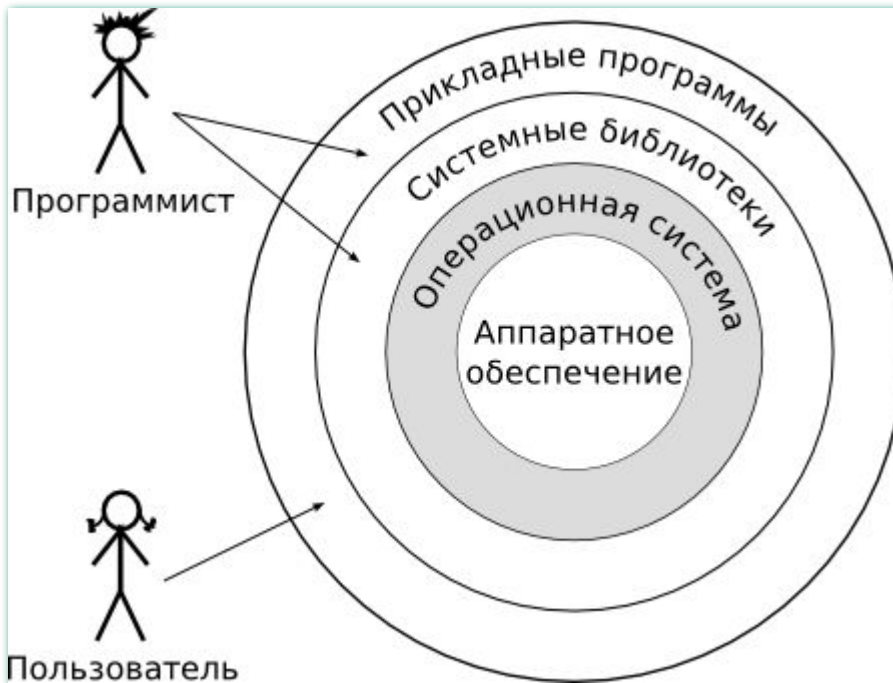 Прикладные программы
Системные библиотеки
Операционная система
Аппаратное
обеспечение
Программист
Пользователь